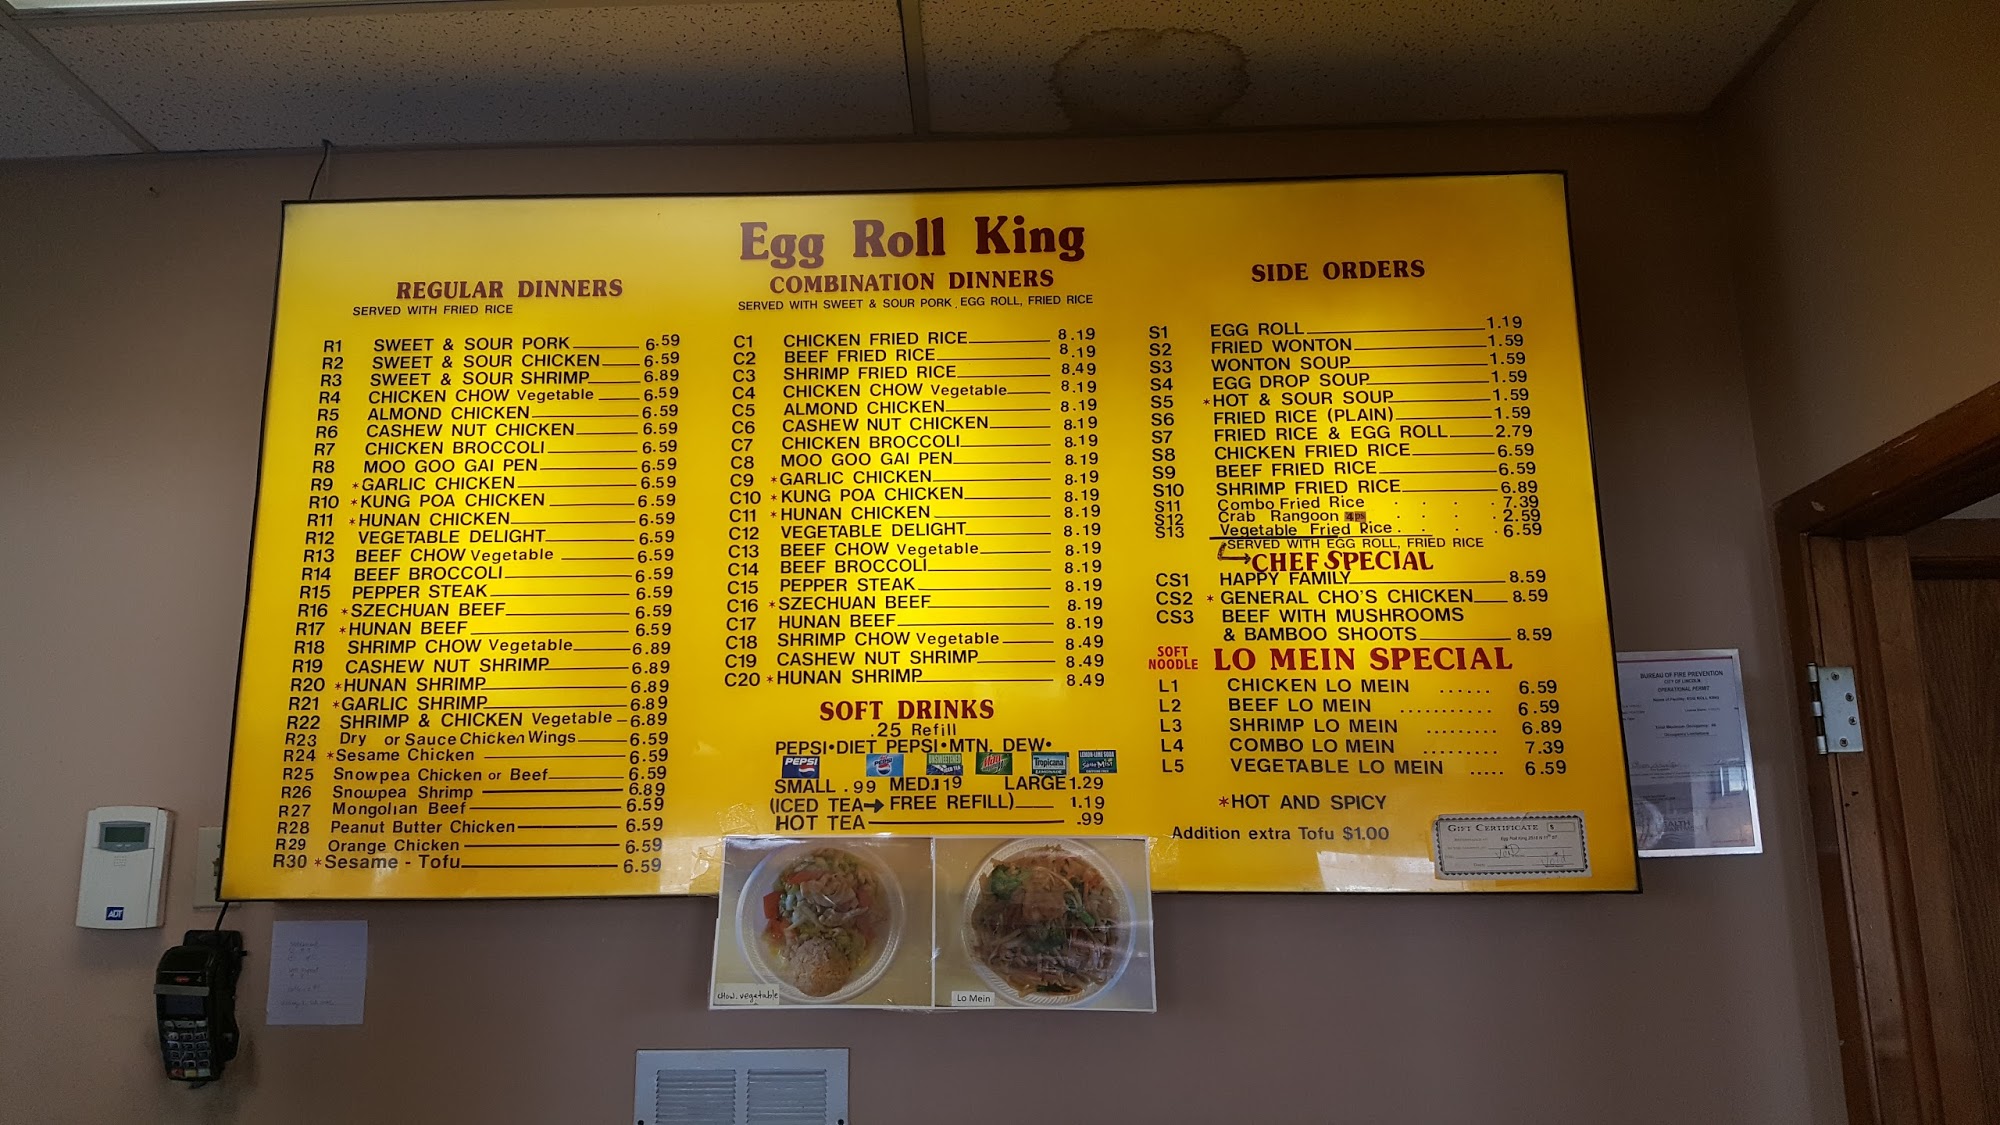 Egg Roll King
REGULAR DINNERS
SERVED WITH FRIED RICE
R1 SWEET & SOUR PORK 6.59
R2 SWEET & SOUR CHICKEN 6.59
R3 SWEET & SOUR SHRIMP 6.89
R4 CHICKEN CHOW Vegetable 6.59
R5 ALMOND CHICKEN 6.59
R6 CASHEW NUT CHICKEN 6.59
R7 CHICKEN BROCCOLI 6.59
R8 MOO GOO GAI PEN 6.59
R9 *GARLIC CHICKEN 6.59
R10 *KUNG POA CHICKEN 6.59
R11 *HUNAN CHICKEN 6.59
R12 VEGETABLE DELIGHT 6.59
R13 BEEF CHOW Vegetable 6.59
R14 BEEF BROCCOLI 6.59
R15 PEPPER STEAK 6.59
R16 *SZECHUAN BEEF 6.59
R17 *HUNAN BEEF 6.59
R18 SHRIMP CHOW Vegetable 6.89
R19 CASHEW NUT SHRIMP 6.89
R20 *HUNAN SHRIMP 6.89
R21 *GARLIC SHRIMP 6.89
R22 SHRIMP & CHICKEN Vegetable 6.89
R23 Dry or Sauce Chicken Wings 6.59
R24 *Sesame Chicken 6.59
R25 Snowpea Chicken or Beef 6.59
R26 Snowpea Shrimp 6.89
R27 Mongolian Beef 6.59
R28 Peanut Butter Chicken 6.59
R29 Orange Chicken 6.59
R30 *Sesame - Tofu 6.59
COMBINATION DINNERS
SERVED WITH SWEET & SOUR PORK, EGG ROLL, FRIED RICE
C1 CHICKEN FRIED RICE 8.19
C2 BEEF FRIED RICE 8.19
C3 SHRIMP FRIED RICE 8.49
C4 CHICKEN CHOW Vegetable 8.19
C5 ALMOND CHICKEN 8.19
C6 CASHEW NUT CHICKEN 8.19
C7 CHICKEN BROCCOLI 8.19
C8 MOO GOO GAI PEN 8.19
C9 *GARLIC CHICKEN 8.19
C10 *KUNG POA CHICKEN 8.19
C11 *HUNAN CHICKEN 8.19
C12 VEGETABLE DELIGHT 8.19
C13 BEEF CHOW Vegetable 8.19
C14 BEEF BROCCOLI 8.19
C15 PEPPER STEAK 8.19
C16 *SZECHUAN BEEF 8.19
C17 HUNAN BEEF 8.19
C18 SHRIMP CHOW Vegetable 8.49
C19 CASHEW NUT SHRIMP 8.49
C20 *HUNAN SHRIMP 8.49
SOFT DRINKS
.25 Refill
PEPSI•DIET PEPSI•MTN. DEW•
PEPSI
Tropicana
SMALL .99 MED.119 LARGE 1.29
(ICED TEA→ FREE REFILL) 1.19
HOT TEA .99
SIDE ORDERS
S1 EGG ROLL 1.19
S2 FRIED WONTON 1.59
S3 WONTON SOUP 1.59
S4 EGG DROP SOUP 1.59
S5 *HOT & SOUR SOUP 1.59
S6 FRIED RICE (PLAIN) 1.59
S7 FRIED RICE & EGG ROLL 2.79
S8 CHICKEN FRIED RICE 6.59
S9 BEEF FRIED RICE 6.59
S10 SHRIMP FRIED RICE 6.89
S11 Combo Fried Rice 7.39
S12 Crab Rangoon 4ps 2.59
S13 Vegetable Fried Rice 6.59
SERVED WITH EGG ROLL, FRIED RICE
CHEF SPECIAL
CS1 HAPPY FAMILY 8.59
CS2 *GENERAL CHO'S CHICKEN 8.59
CS3 BEEF WITH MUSHROOMS
& BAMBOO SHOOTS 8.59
SOFT NOODLE LO MEIN SPECIAL
L1 CHICKEN LO MEIN ...... 6.59
L2 BEEF LO MEIN ........... 6.59
L3 SHRIMP LO MEIN ......... 6.89
L4 COMBO LO MEIN ......... 7.39
L5 VEGETABLE LO MEIN ..... 6.59
*HOT AND SPICY
Addition extra Tofu $1.00
GIFT CERTIFICATE
chow. vegetable
Lo Mein
ADT
BUREAU OF FIRE PREVENTION
CITY OF LINCOLN
OPERATIONAL PERMIT